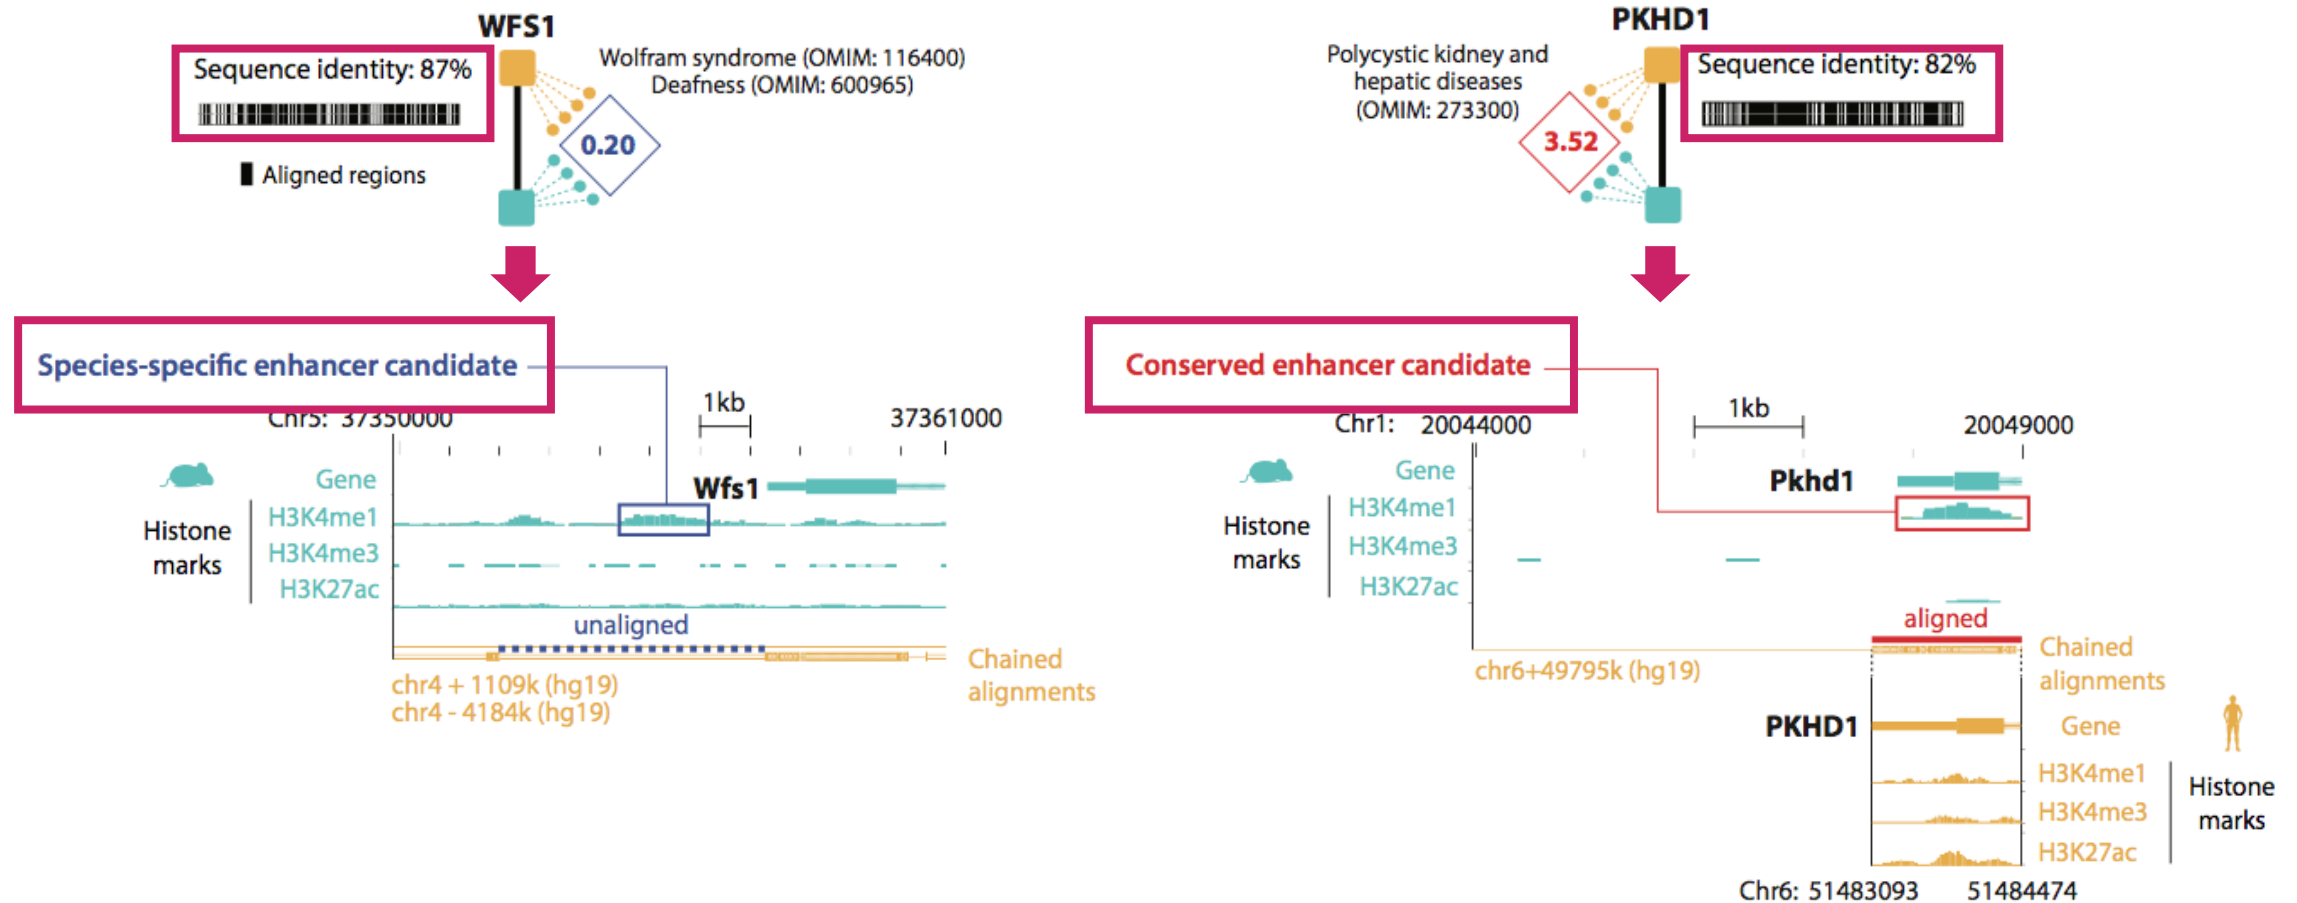 WFS1
Sequence identity: 87%
Wolfram syndrome (OMIM: 116400)
Deafness (OMIM: 600965)
0.20
Aligned regions
Species-specific enhancer candidate
Chr5: 37350000
1kb
37361000
Gene
Wfs1
Histone
marks
H3K4me1
H3K4me3
H3K27ac
unaligned
Chained
alignments
chr4 + 1109k (hg19)
chr4 - 4184k (hg19)
PKHD1
Polycystic kidney and
hepatic diseases
(OMIM: 273300)
Sequence identity: 82%
3.52
Conserved enhancer candidate
Chr1: 20044000
1kb
20049000
Gene
Pkhd1
Histone
marks
H3K4me1
H3K4me3
H3K27ac
aligned
Chained
alignments
chr6+49795k (hg19)
PKHD1
Gene
H3K4me1
H3K4me3
H3K27ac
Histone
marks
Chr6: 51483093 51484474